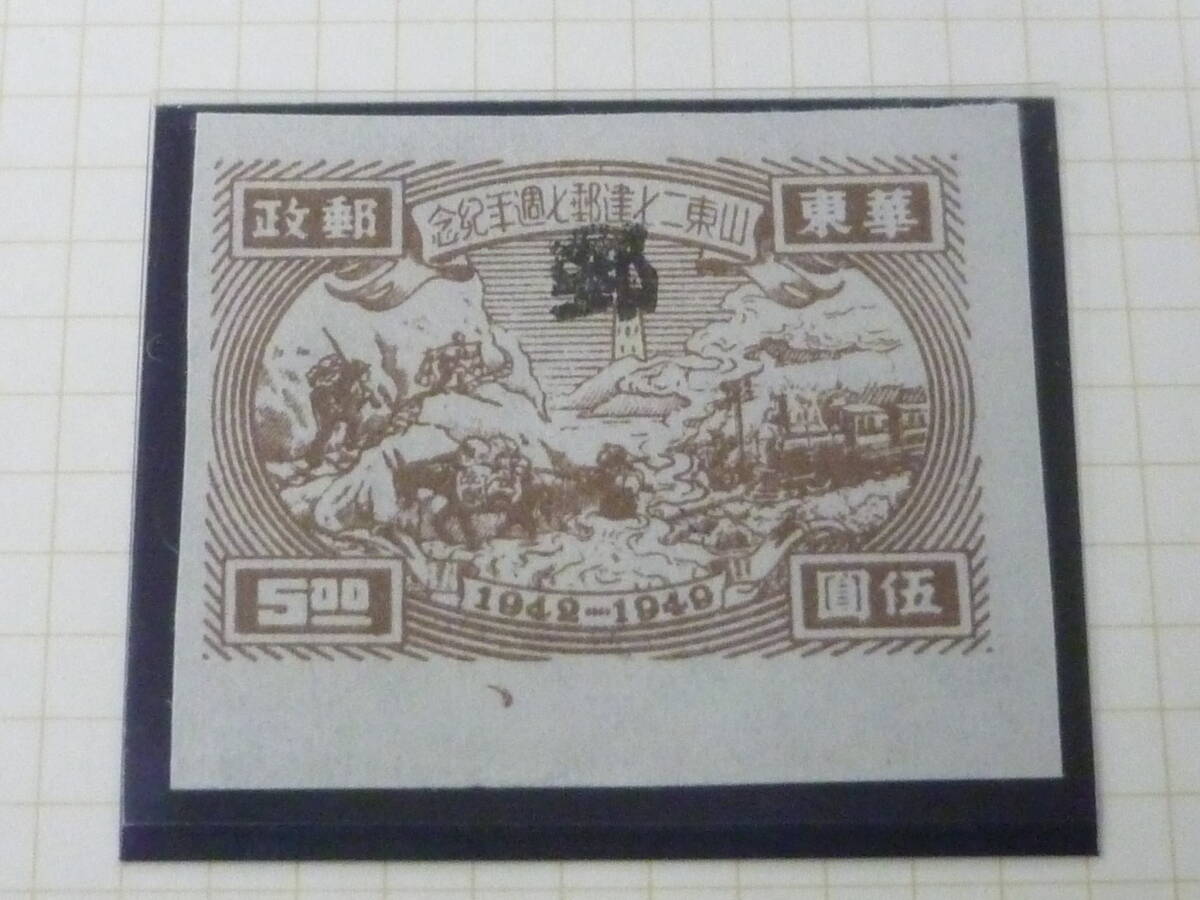 華東
郵政
山東二七建郵七週年紀念
郵
5.00
1942—1949
伍圓